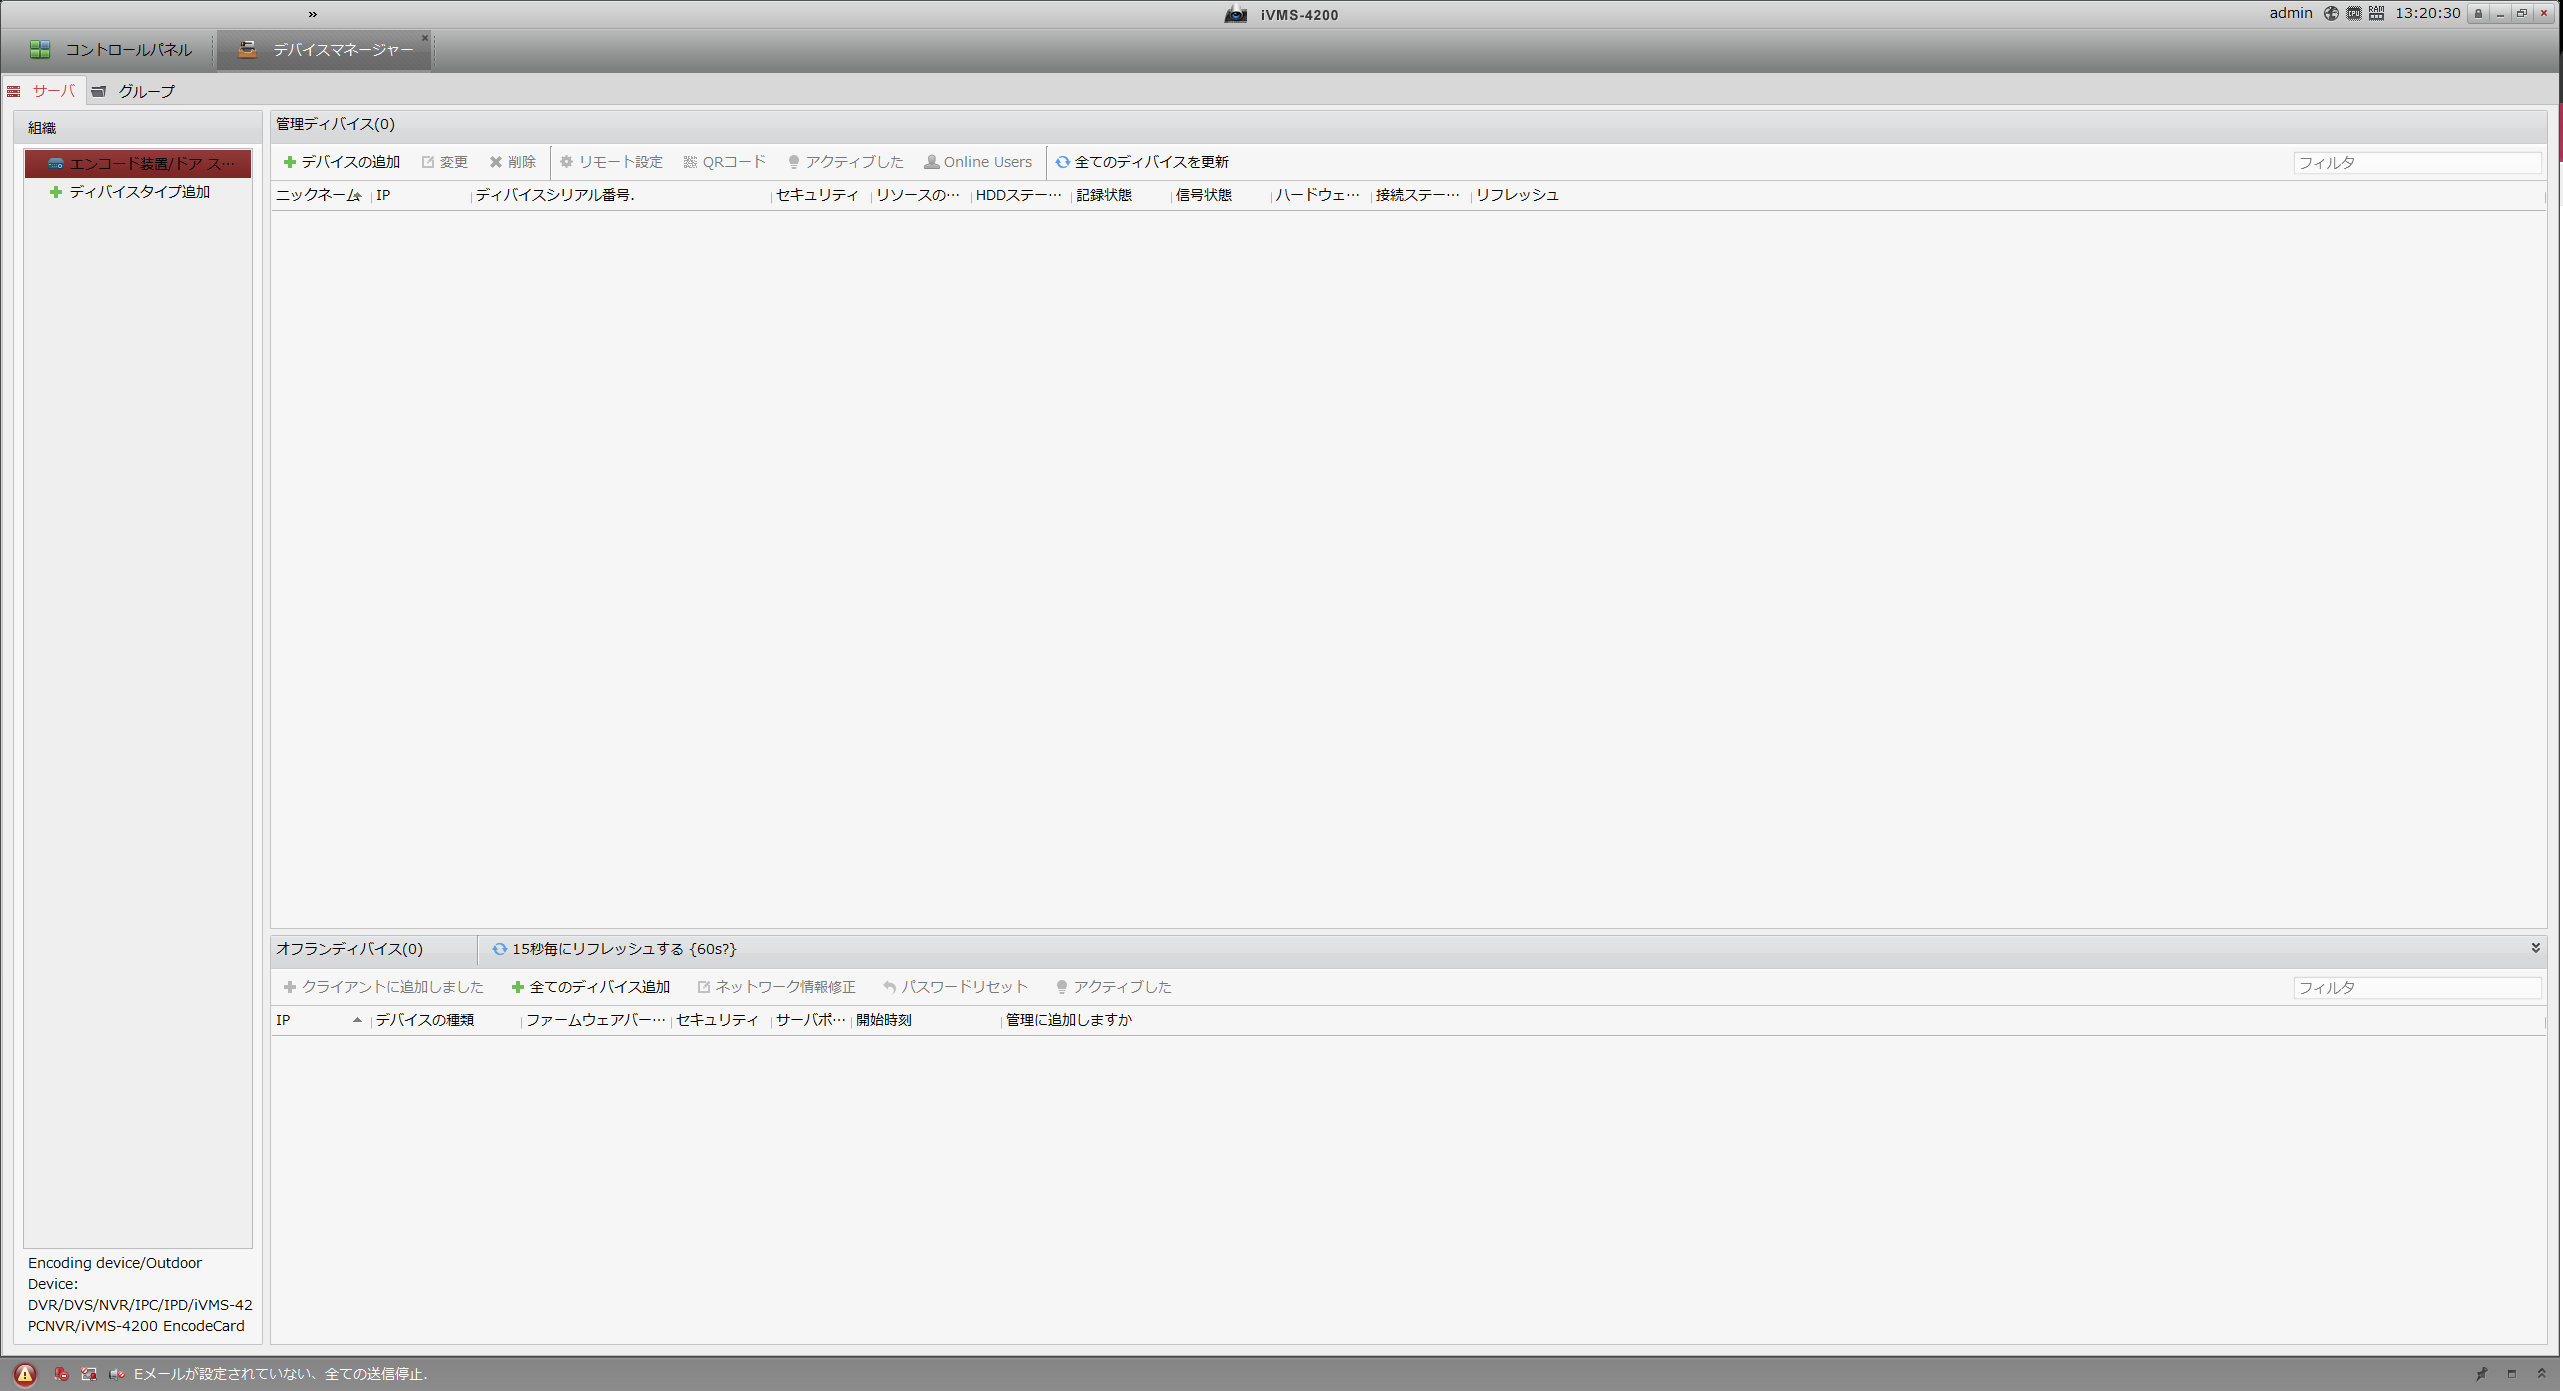 »
iVMS-4200
admin CPU RAM 13:20:30
コントロールパネル デバイスマネージャー
サーバ グループ
組織
エンコード装置/ドア ス…
ディバイスタイプ追加
Encoding device/Outdoor
Device:
DVR/DVS/NVR/IPC/IPD/iVMS-42
PCNVR/iVMS-4200 EncodeCard
管理ディバイス(0)
デバイスの追加 変更 削除 リモート設定 QRコード アクティブした Online Users 全てのディバイスを更新 フィルタ
ニックネーム IP ディバイスシリアル番号. セキュリティ リソースの… HDDステー… 記録状態 信号状態 ハードウェ… 接続ステー… リフレッシュ
オフランディバイス(0) 15秒毎にリフレッシュする {60s?}
クライアントに追加しました 全てのディバイス追加 ネットワーク情報修正 パスワードリセット アクティブした フィルタ
IP デバイスの種類 ファームウェアバー… セキュリティ サーバポ… 開始時刻 管理に追加しますか
Eメールが設定されていない、全ての送信停止.